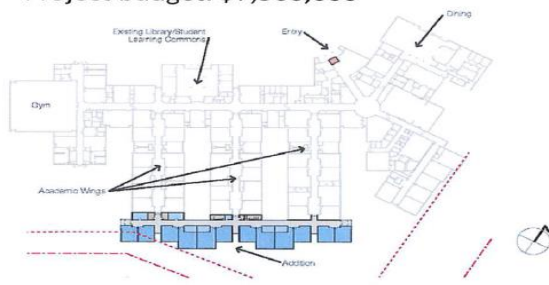 Dining
Existing Library/Student
Learning Commons
Entry
Gym
Academic Wings
Addition